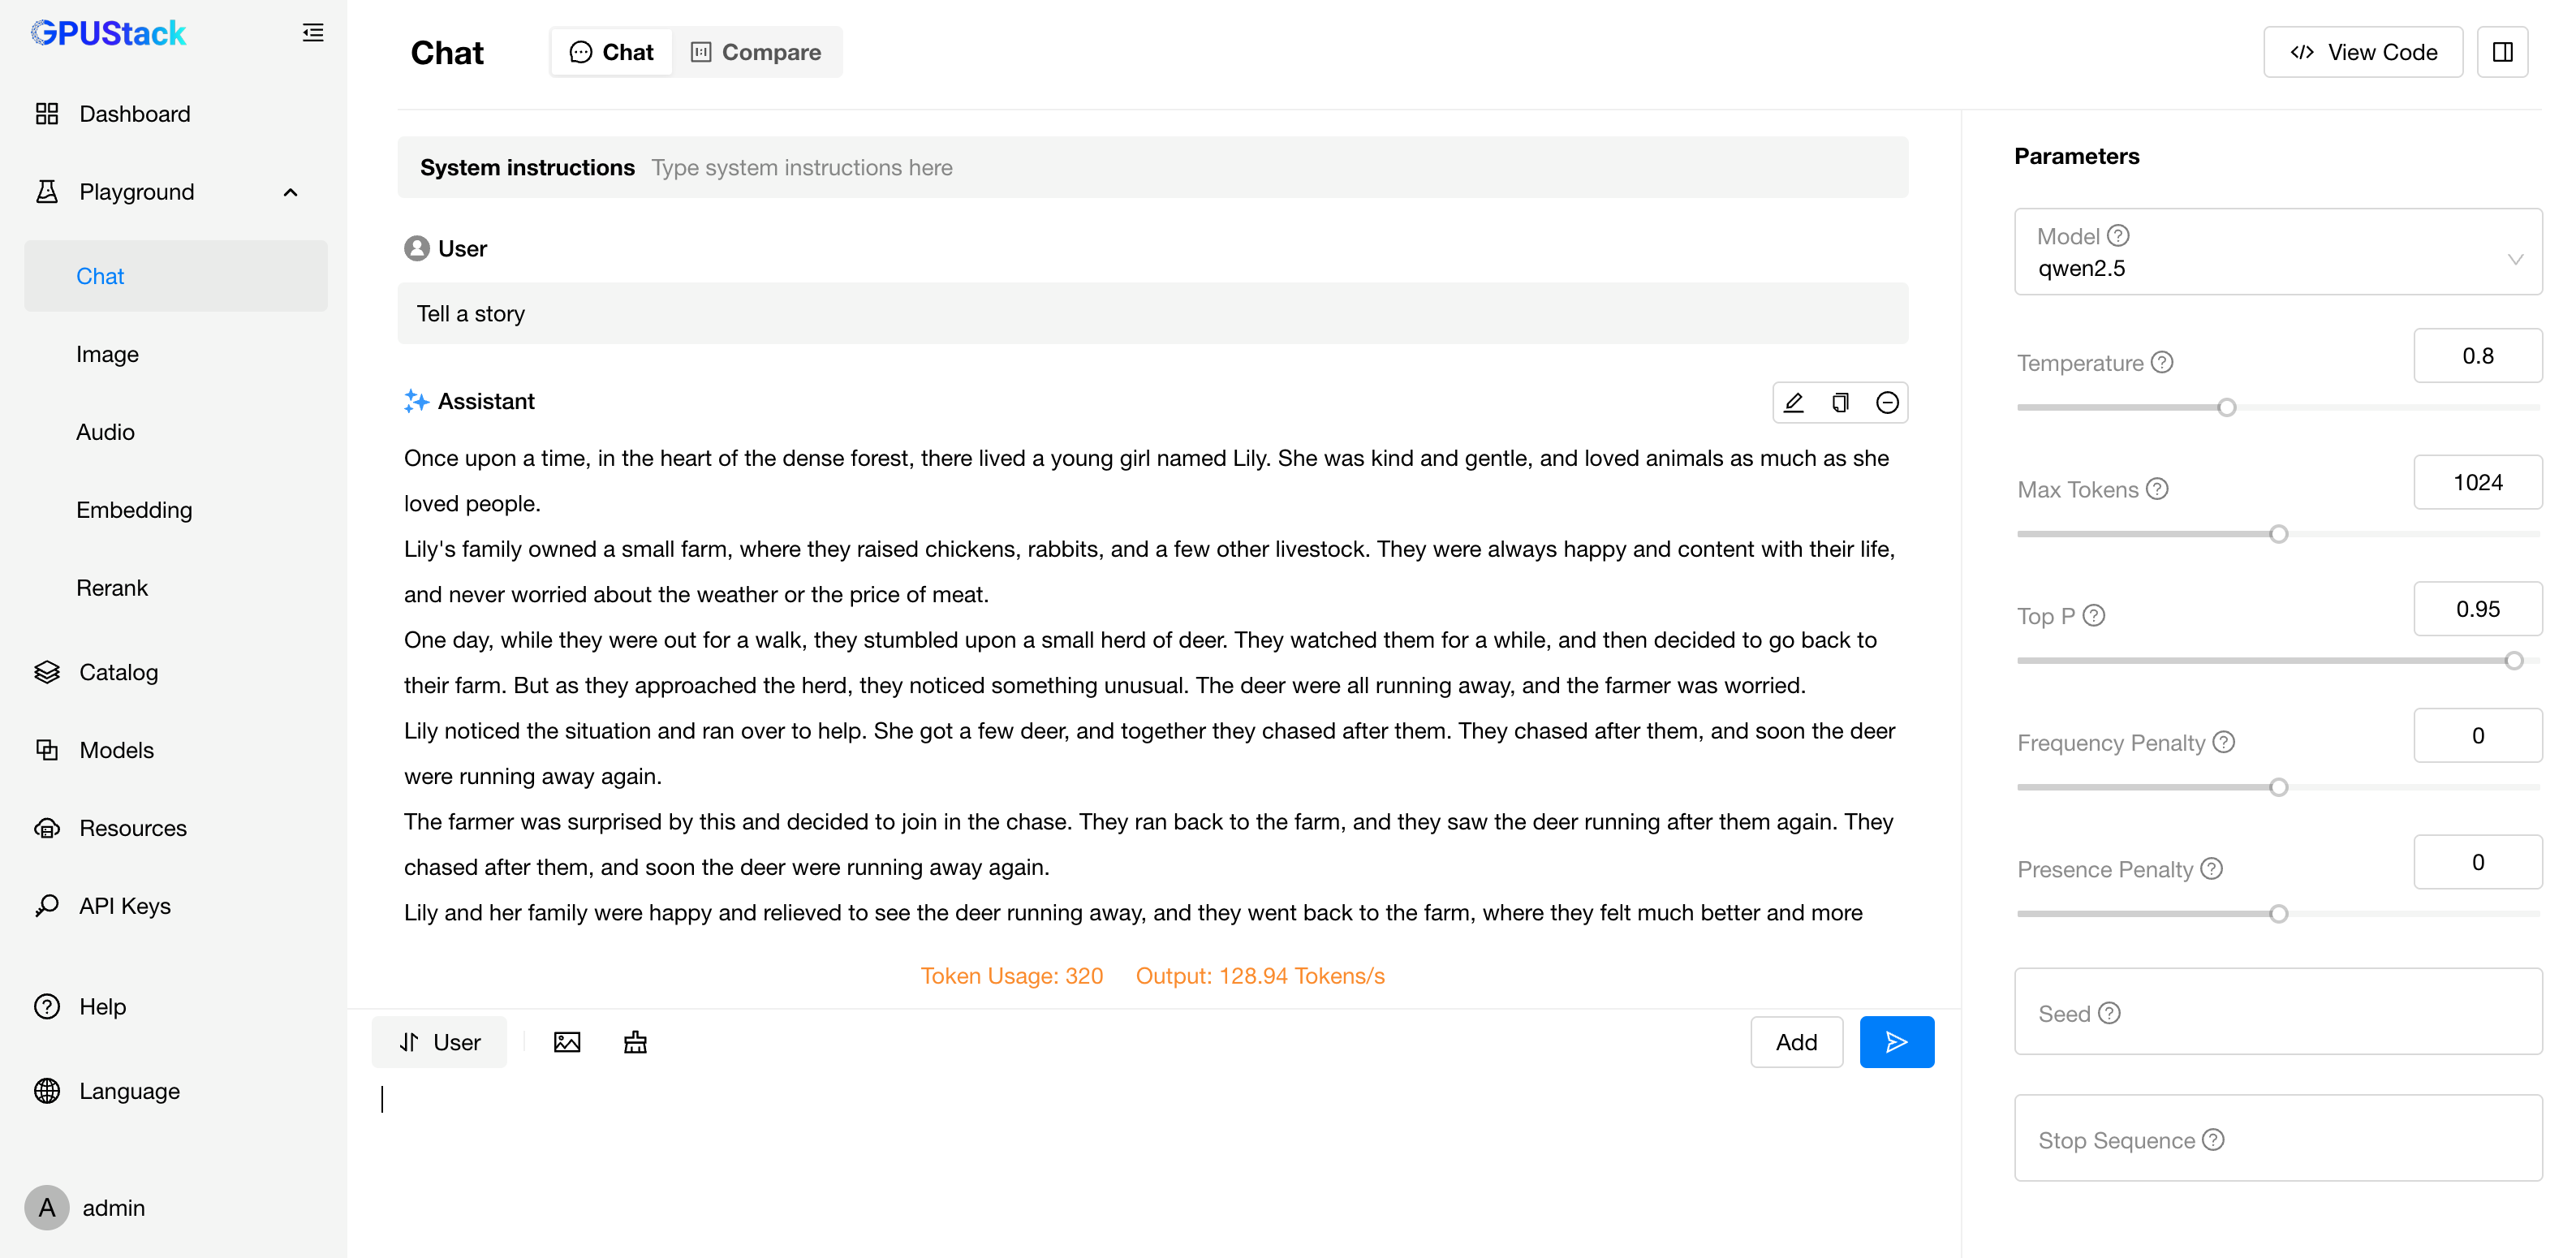 GPUStack
Dashboard
Playground
Chat
Image
Audio
Embedding
Rerank
Catalog
Models
Resources
API Keys
Help
Language
A admin
Chat
Chat Compare
View Code
System instructions Type system instructions here
User
Tell a story
Assistant
Once upon a time, in the heart of the dense forest, there lived a young girl named Lily. She was kind and gentle, and loved animals as much as she
loved people.
Lily's family owned a small farm, where they raised chickens, rabbits, and a few other livestock. They were always happy and content with their life,
and never worried about the weather or the price of meat.
One day, while they were out for a walk, they stumbled upon a small herd of deer. They watched them for a while, and then decided to go back to
their farm. But as they approached the herd, they noticed something unusual. The deer were all running away, and the farmer was worried.
Lily noticed the situation and ran over to help. She got a few deer, and together they chased after them. They chased after them, and soon the deer
were running away again.
The farmer was surprised by this and decided to join in the chase. They ran back to the farm, and they saw the deer running after them again. They
chased after them, and soon the deer were running away again.
Lily and her family were happy and relieved to see the deer running away, and they went back to the farm, where they felt much better and more
Token Usage: 320 Output: 128.94 Tokens/s
User
Add
Parameters
Model
qwen2.5
Temperature 0.8
Max Tokens 1024
Top P 0.95
Frequency Penalty 0
Presence Penalty 0
Seed
Stop Sequence